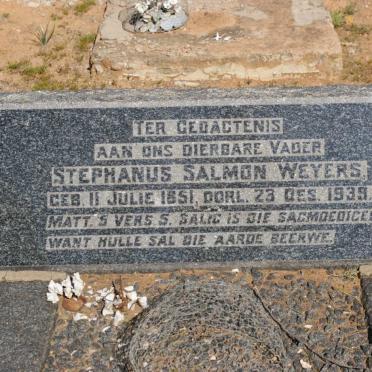 TER GEDAGTENIS
AAN ONS DIERBARE VADER
STEPHANUS SALMON WEYERS,
GEB. 11 JULIE 1851, OORL. 23 DES. 1939.
MATT. 5 VERS 5. SALIG IS DIE SAGMOEDIGES
WANT HULLE SAL DIE AARDE BEERWE.